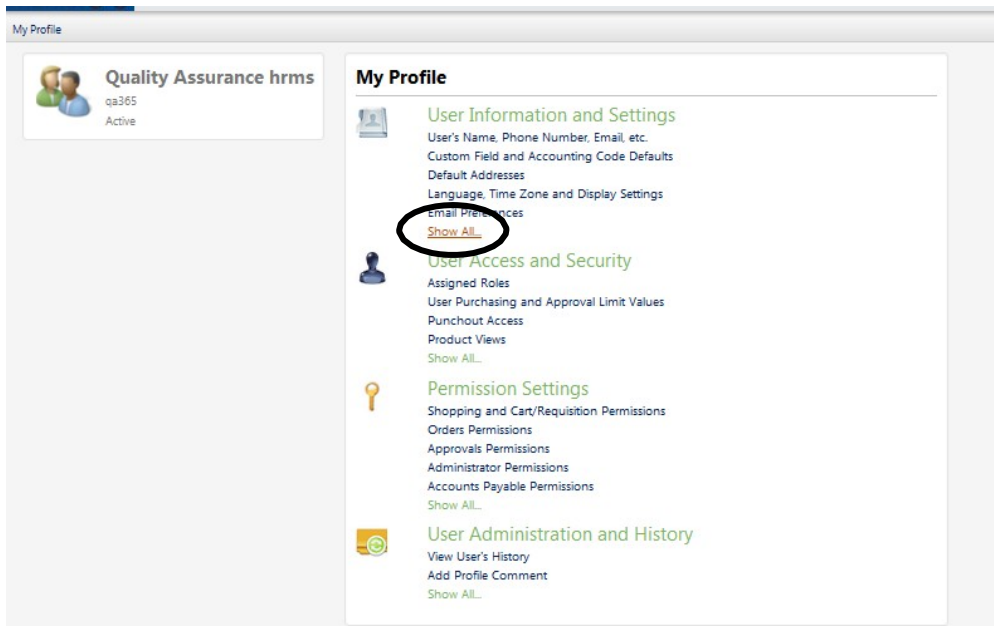 My Profile
Quality Assurance hrms
qa365
Active
My Profile
User Information and Settings
User's Name, Phone Number, Email, etc.
Custom Field and Accounting Code Defaults
Default Addresses
Language, Time Zone and Display Settings
Email Preferences
Show All...
User Access and Security
Assigned Roles
User Purchasing and Approval Limit Values
Punchout Access
Product Views
Show All...
Permission Settings
Shopping and Cart/Requisition Permissions
Orders Permissions
Approvals Permissions
Administrator Permissions
Accounts Payable Permissions
Show All...
User Administration and History
View User's History
Add Profile Comment
Show All...